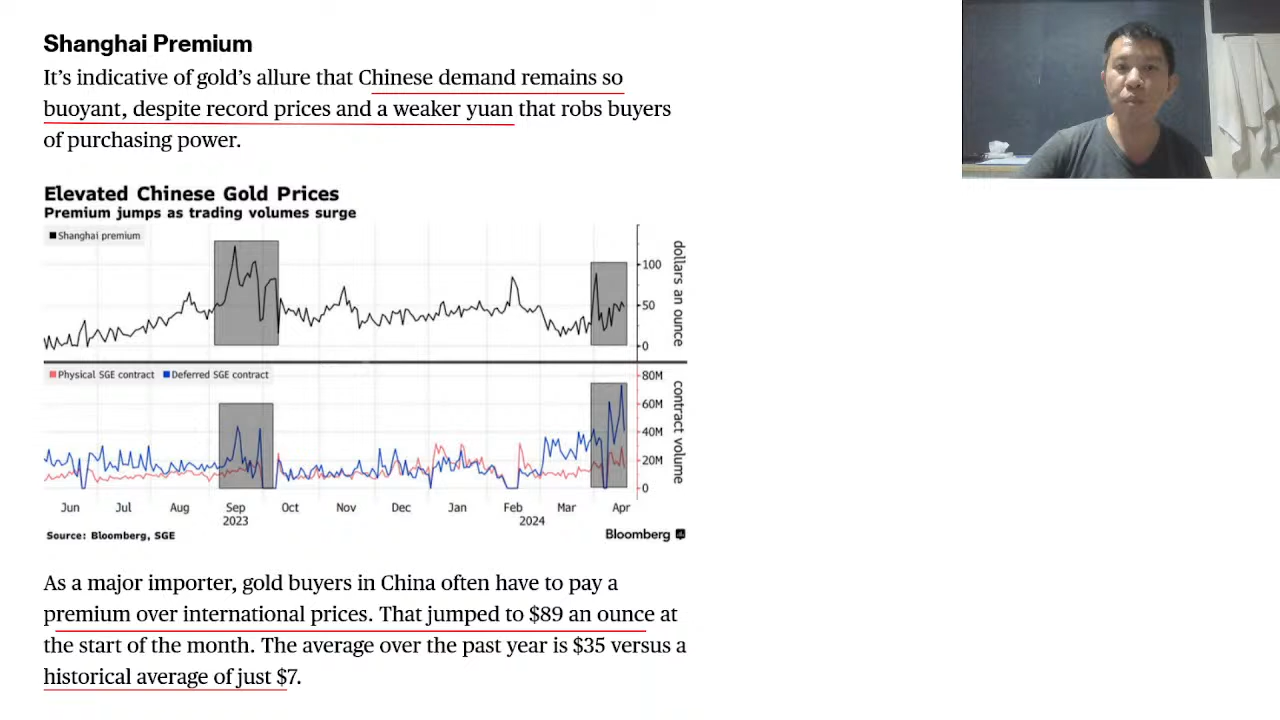 Shanghai Premium
It’s indicative of gold’s allure that Chinese demand remains so
buoyant, despite record prices and a weaker yuan that robs buyers
of purchasing power.
Elevated Chinese Gold Prices
Premium jumps as trading volumes surge
Shanghai premium
100
50
0
dollars an ounce
Physical SGE contract Deferred SGE contract
80M
60M
40M
20M
0
contract volume
Jun Jul Aug Sep Oct Nov Dec Jan Feb Mar Apr
2023 2024
Source: Bloomberg, SGE
Bloomberg
As a major importer, gold buyers in China often have to pay a
premium over international prices. That jumped to $89 an ounce at
the start of the month. The average over the past year is $35 versus a
historical average of just $7.